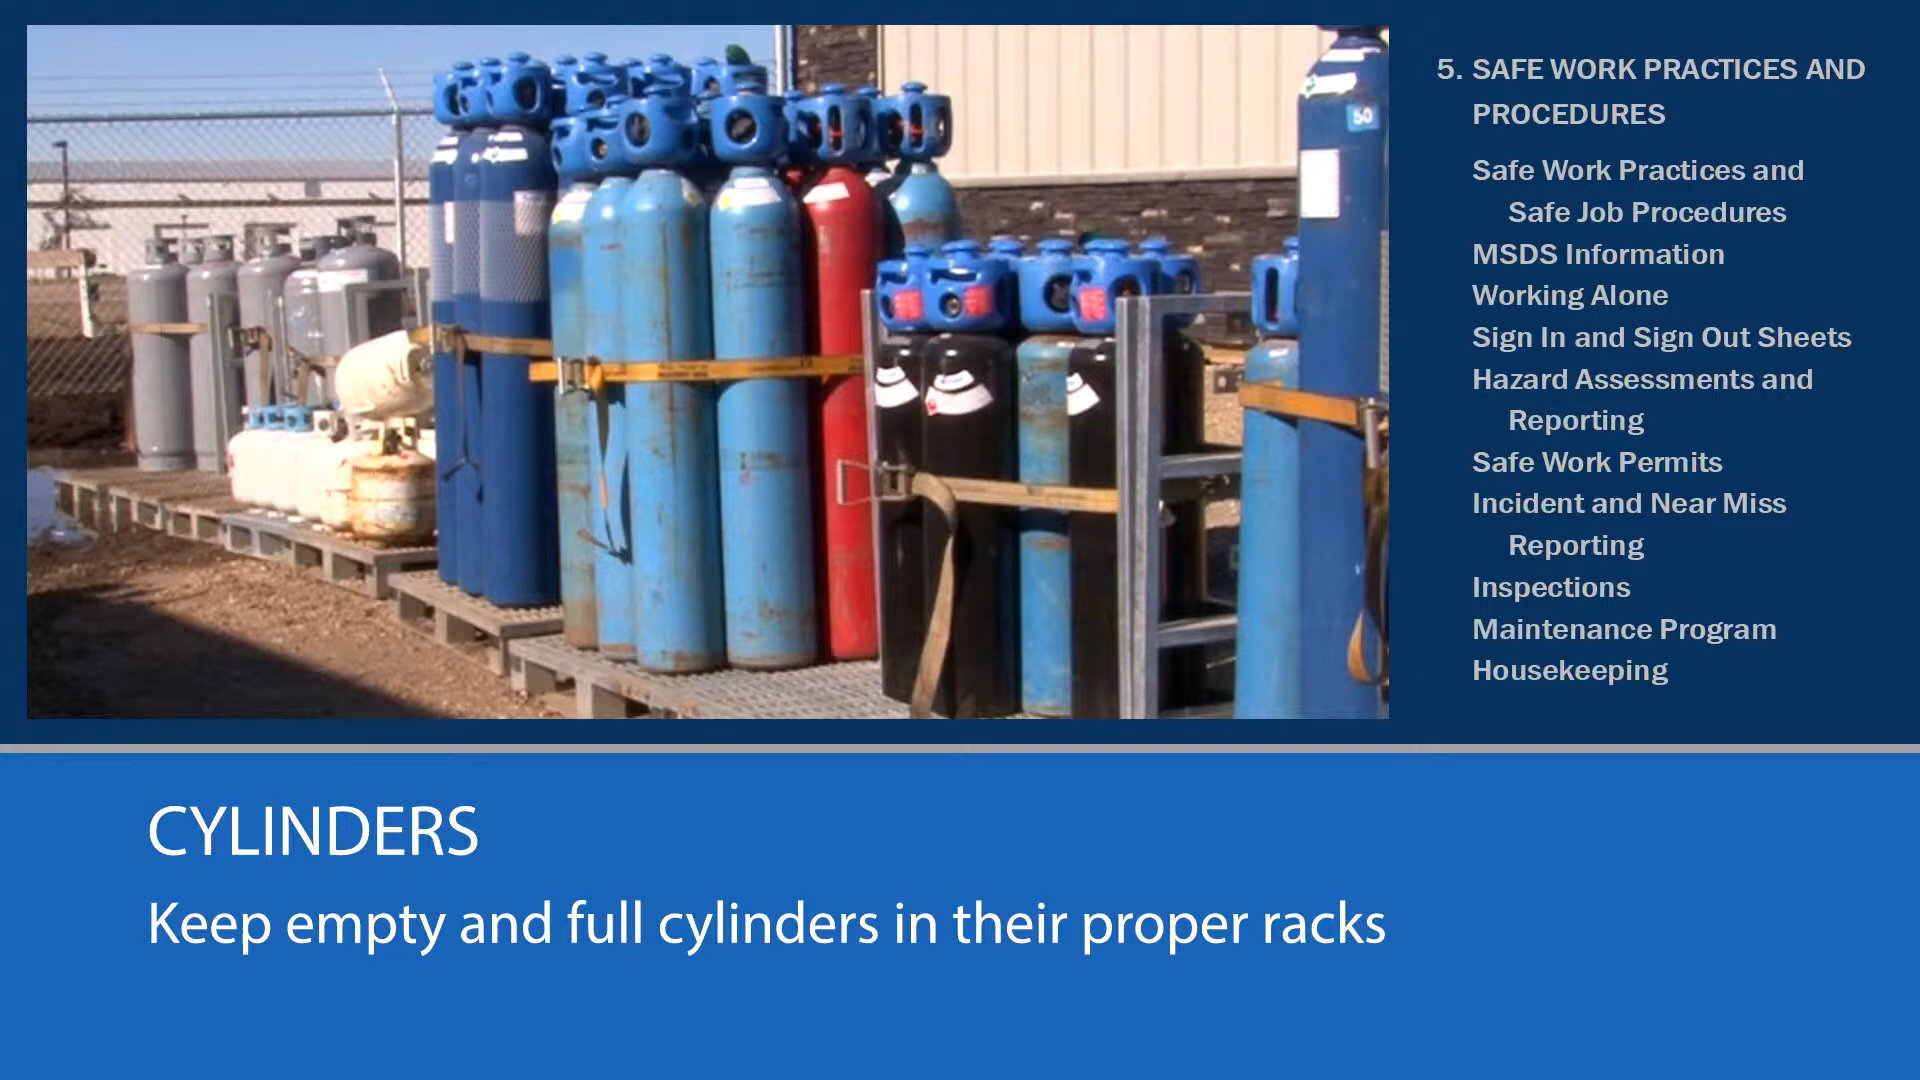 5. SAFE WORK PRACTICES AND
PROCEDURES
Safe Work Practices and
Safe Job Procedures
MSDS Information
Working Alone
Sign In and Sign Out Sheets
Hazard Assessments and
Reporting
Safe Work Permits
Incident and Near Miss
Reporting
Inspections
Maintenance Program
Housekeeping
50
CYLINDERS
Keep empty and full cylinders in their proper racks